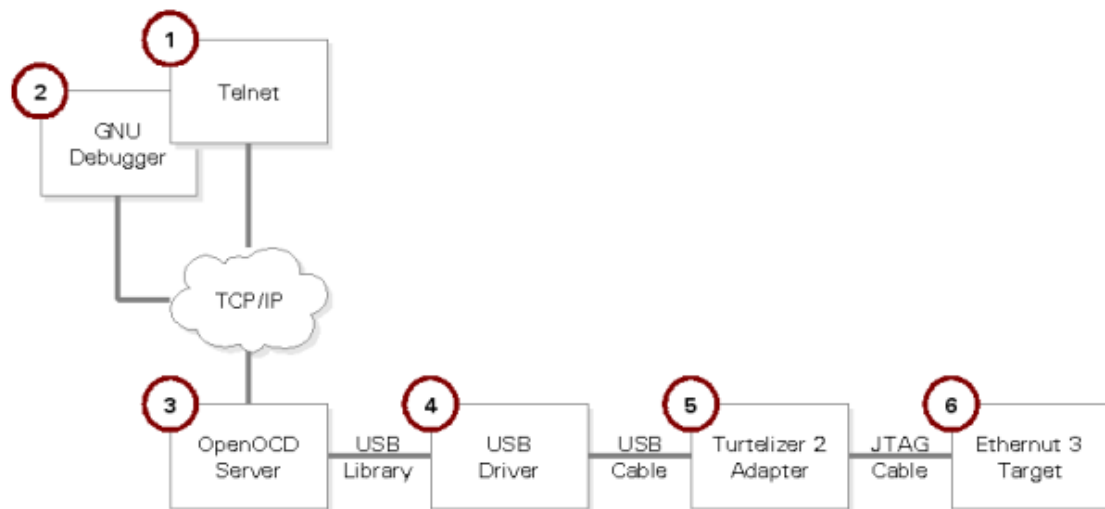 1
Telnet
2
GNU
Debugger
TCP/IP
3
OpenOCD
Server
USB
Library
4
USB
Driver
USB
Cable
5
Turtelizer 2
Adapter
JTAG
Cable
6
Ethernut 3
Target